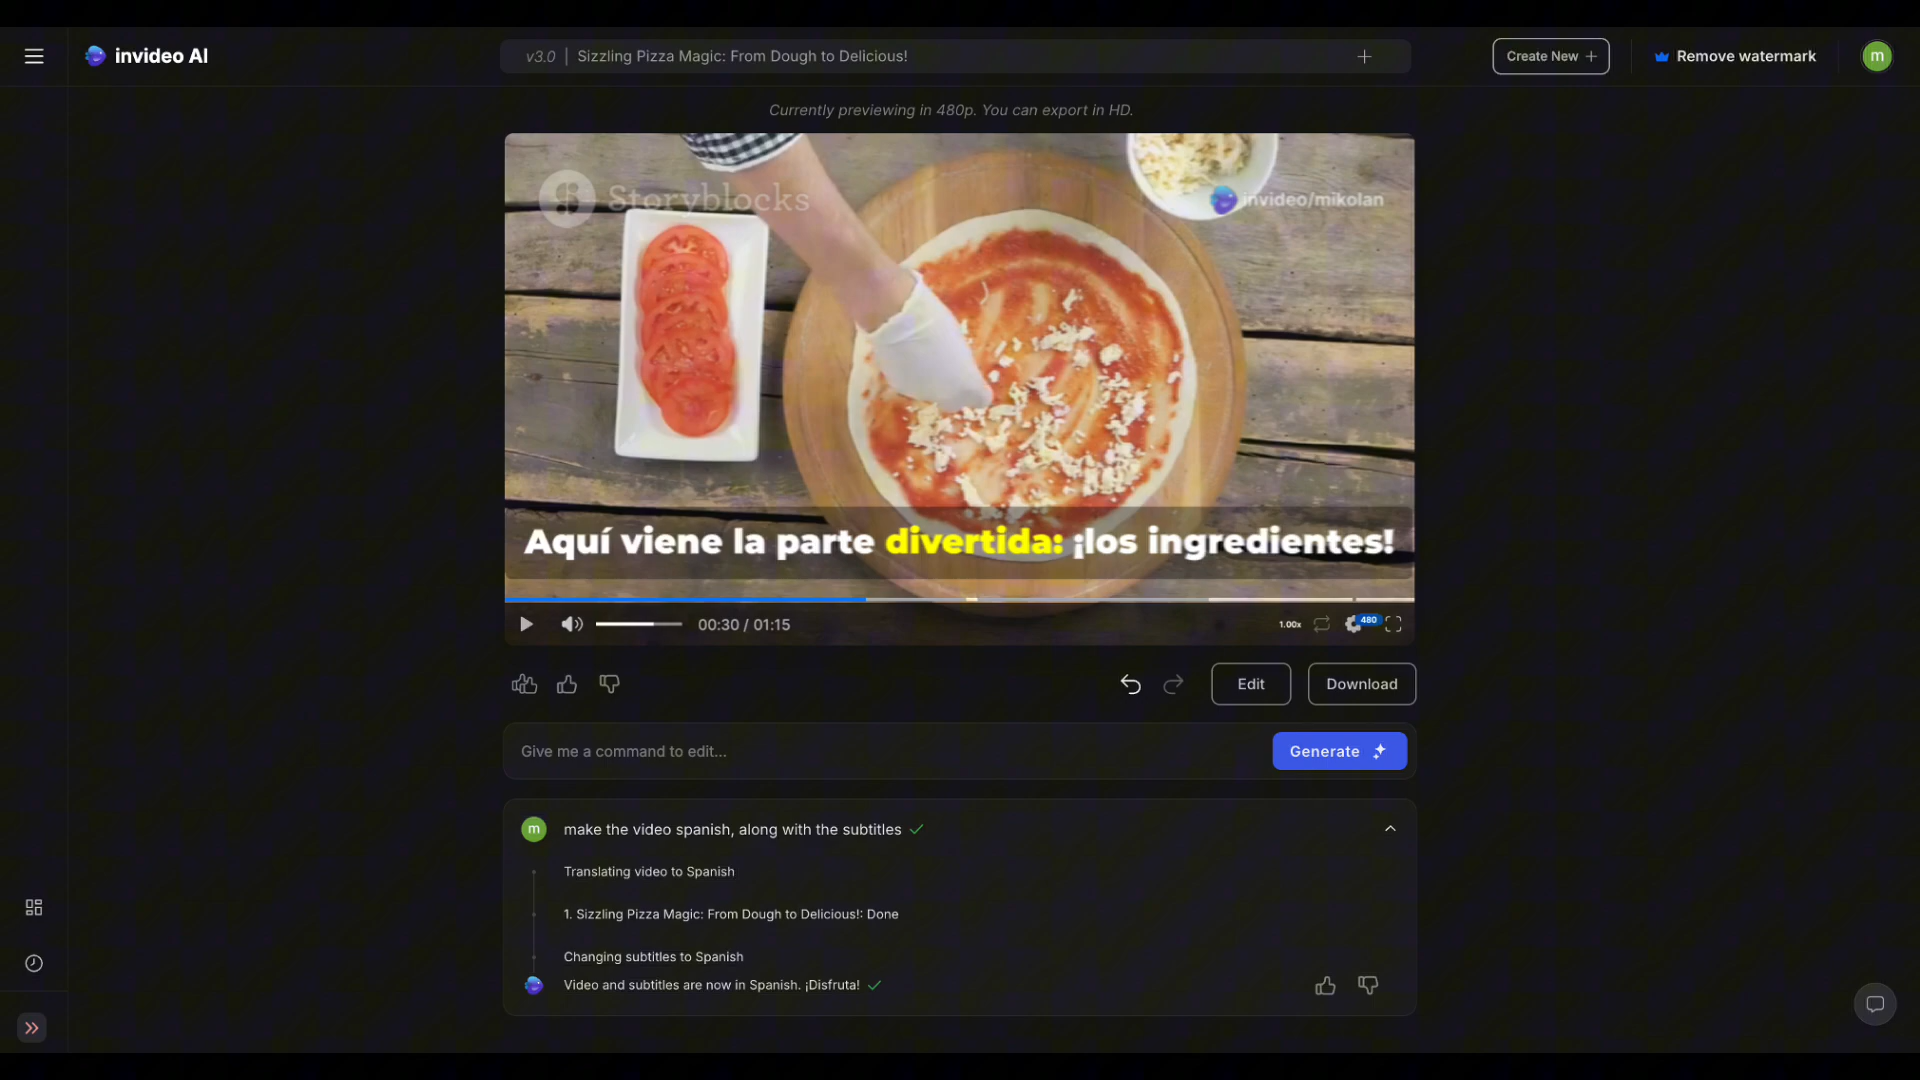 invideo AI
v3.0 | Sizzling Pizza Magic: From Dough to Delicious!
Create New +
Remove watermark
m
Currently previewing in 480p. You can export in HD.
Storyblocks
invideo/mikolan
Aquí viene la parte divertida: ¡los ingredientes!
00:30 / 01:15
1.00x
480
Edit
Download
Give me a command to edit...
Generate
m
make the video spanish, along with the subtitles
Translating video to Spanish
1. Sizzling Pizza Magic: From Dough to Delicious!: Done
Changing subtitles to Spanish
Video and subtitles are now in Spanish. ¡Disfruta!